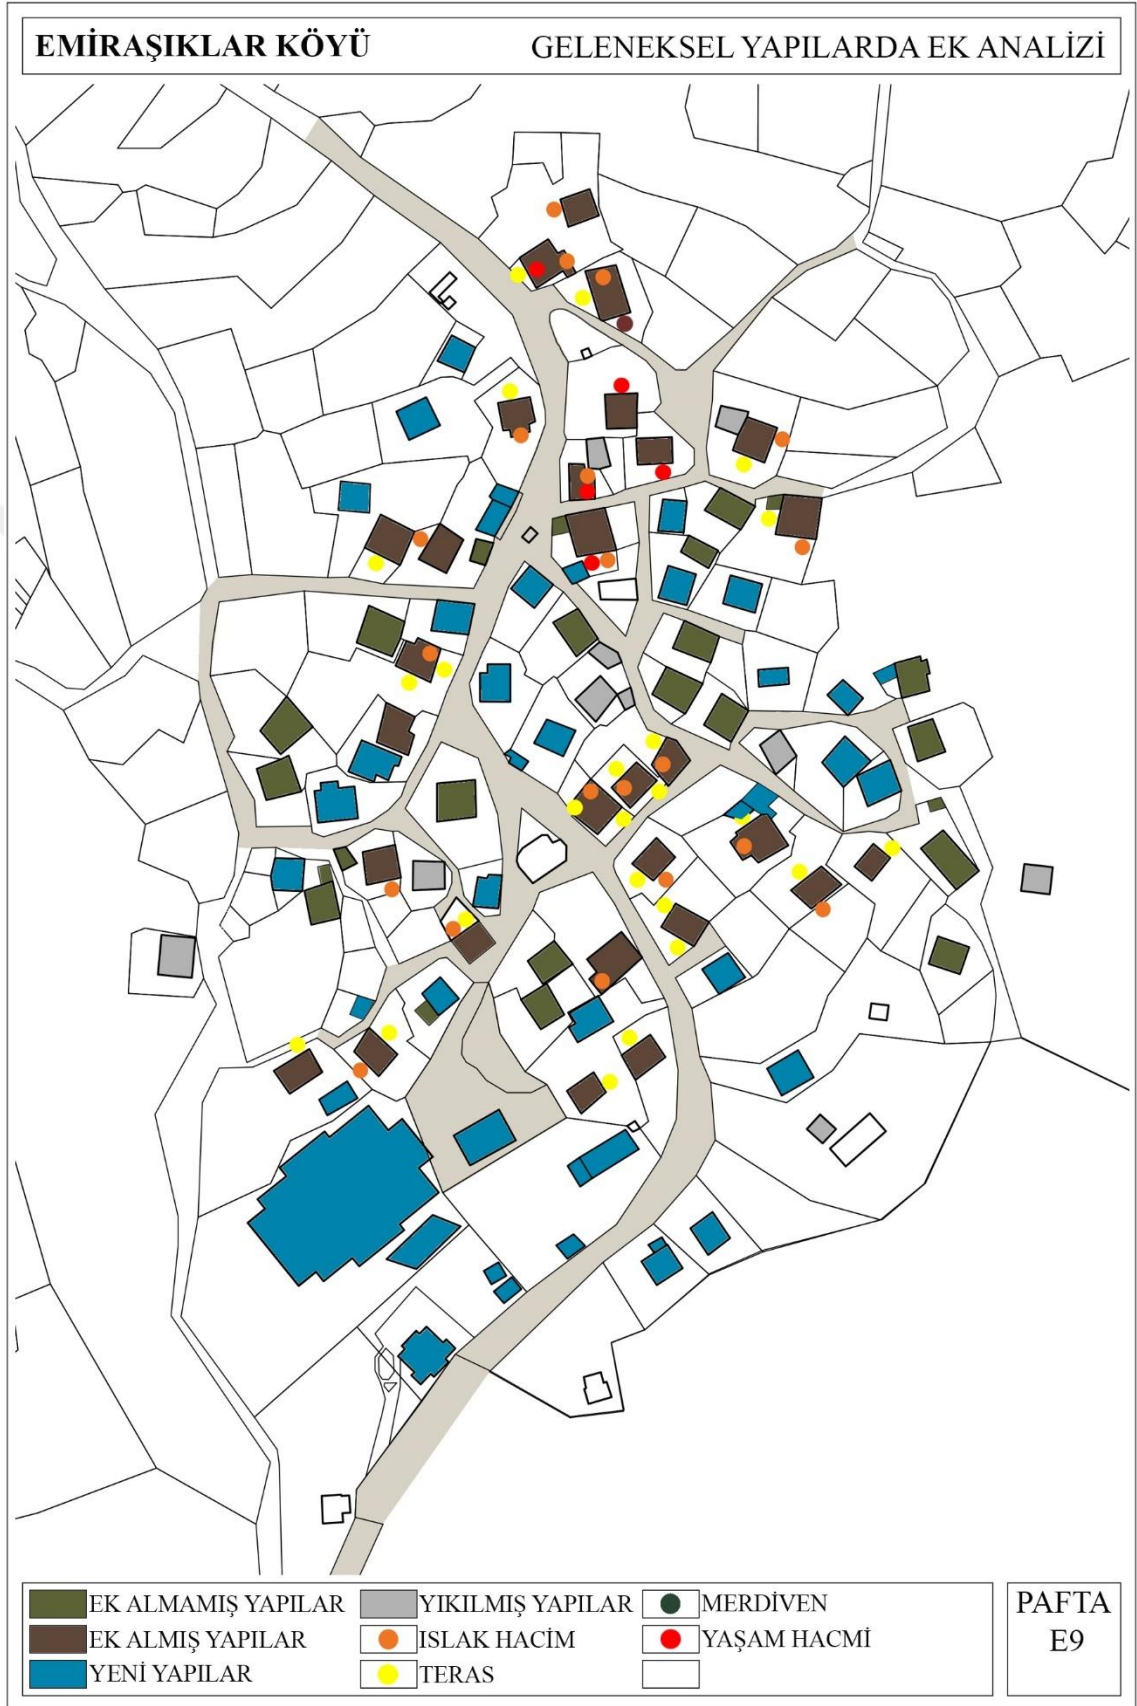 EMİRAŞIKLAR KÖYÜ
GELENEKSEL YAPILARDA EK ANALİZİ
EK ALMAMIŞ YAPILAR
EK ALMIŞ YAPILAR
YENİ YAPILAR
YIKILMIŞ YAPILAR
ISLAK HACİM
TERAS
MERDİVEN
YAŞAM HACMİ
PAFTA
E9